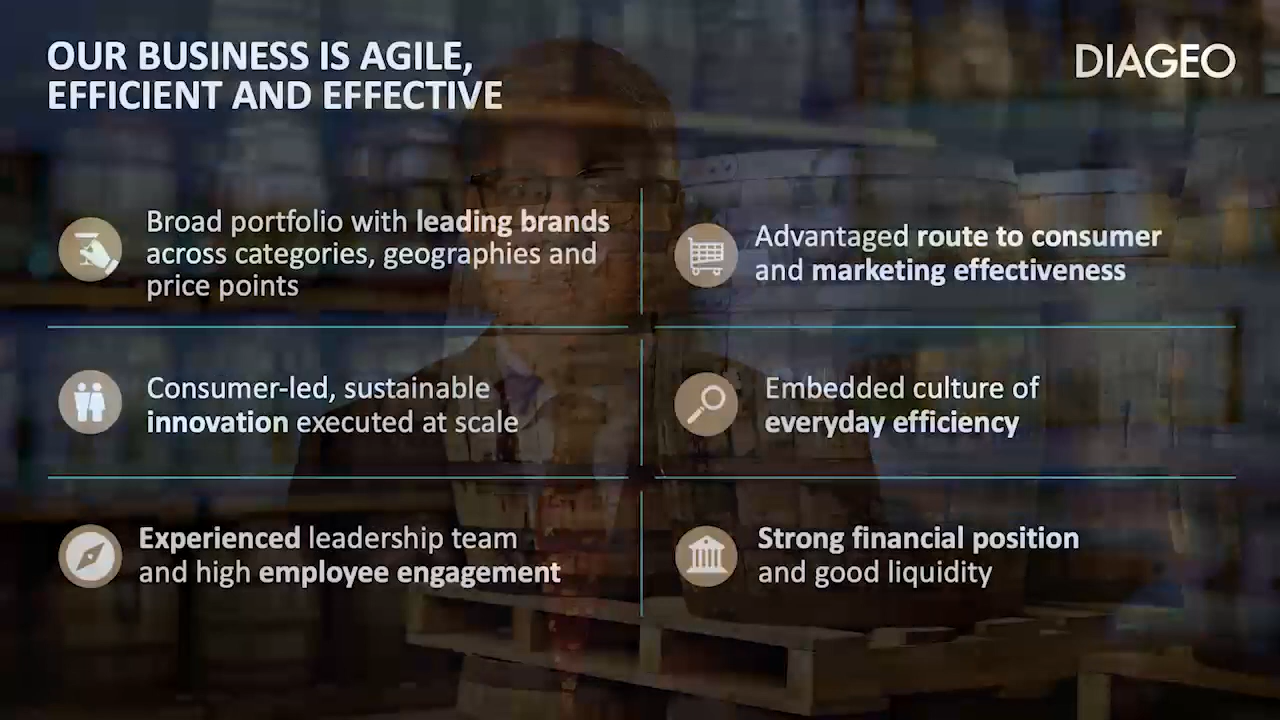 OUR BUSINESS IS AGILE,
EFFICIENT AND EFFECTIVE
DIAGEO
Broad portfolio with leading brands
across categories, geographies and
price points
Advantaged route to consumer
and marketing effectiveness
Consumer-led, sustainable
innovation executed at scale
Embedded culture of
everyday efficiency
Experienced leadership team
and high employee engagement
Strong financial position
and good liquidity